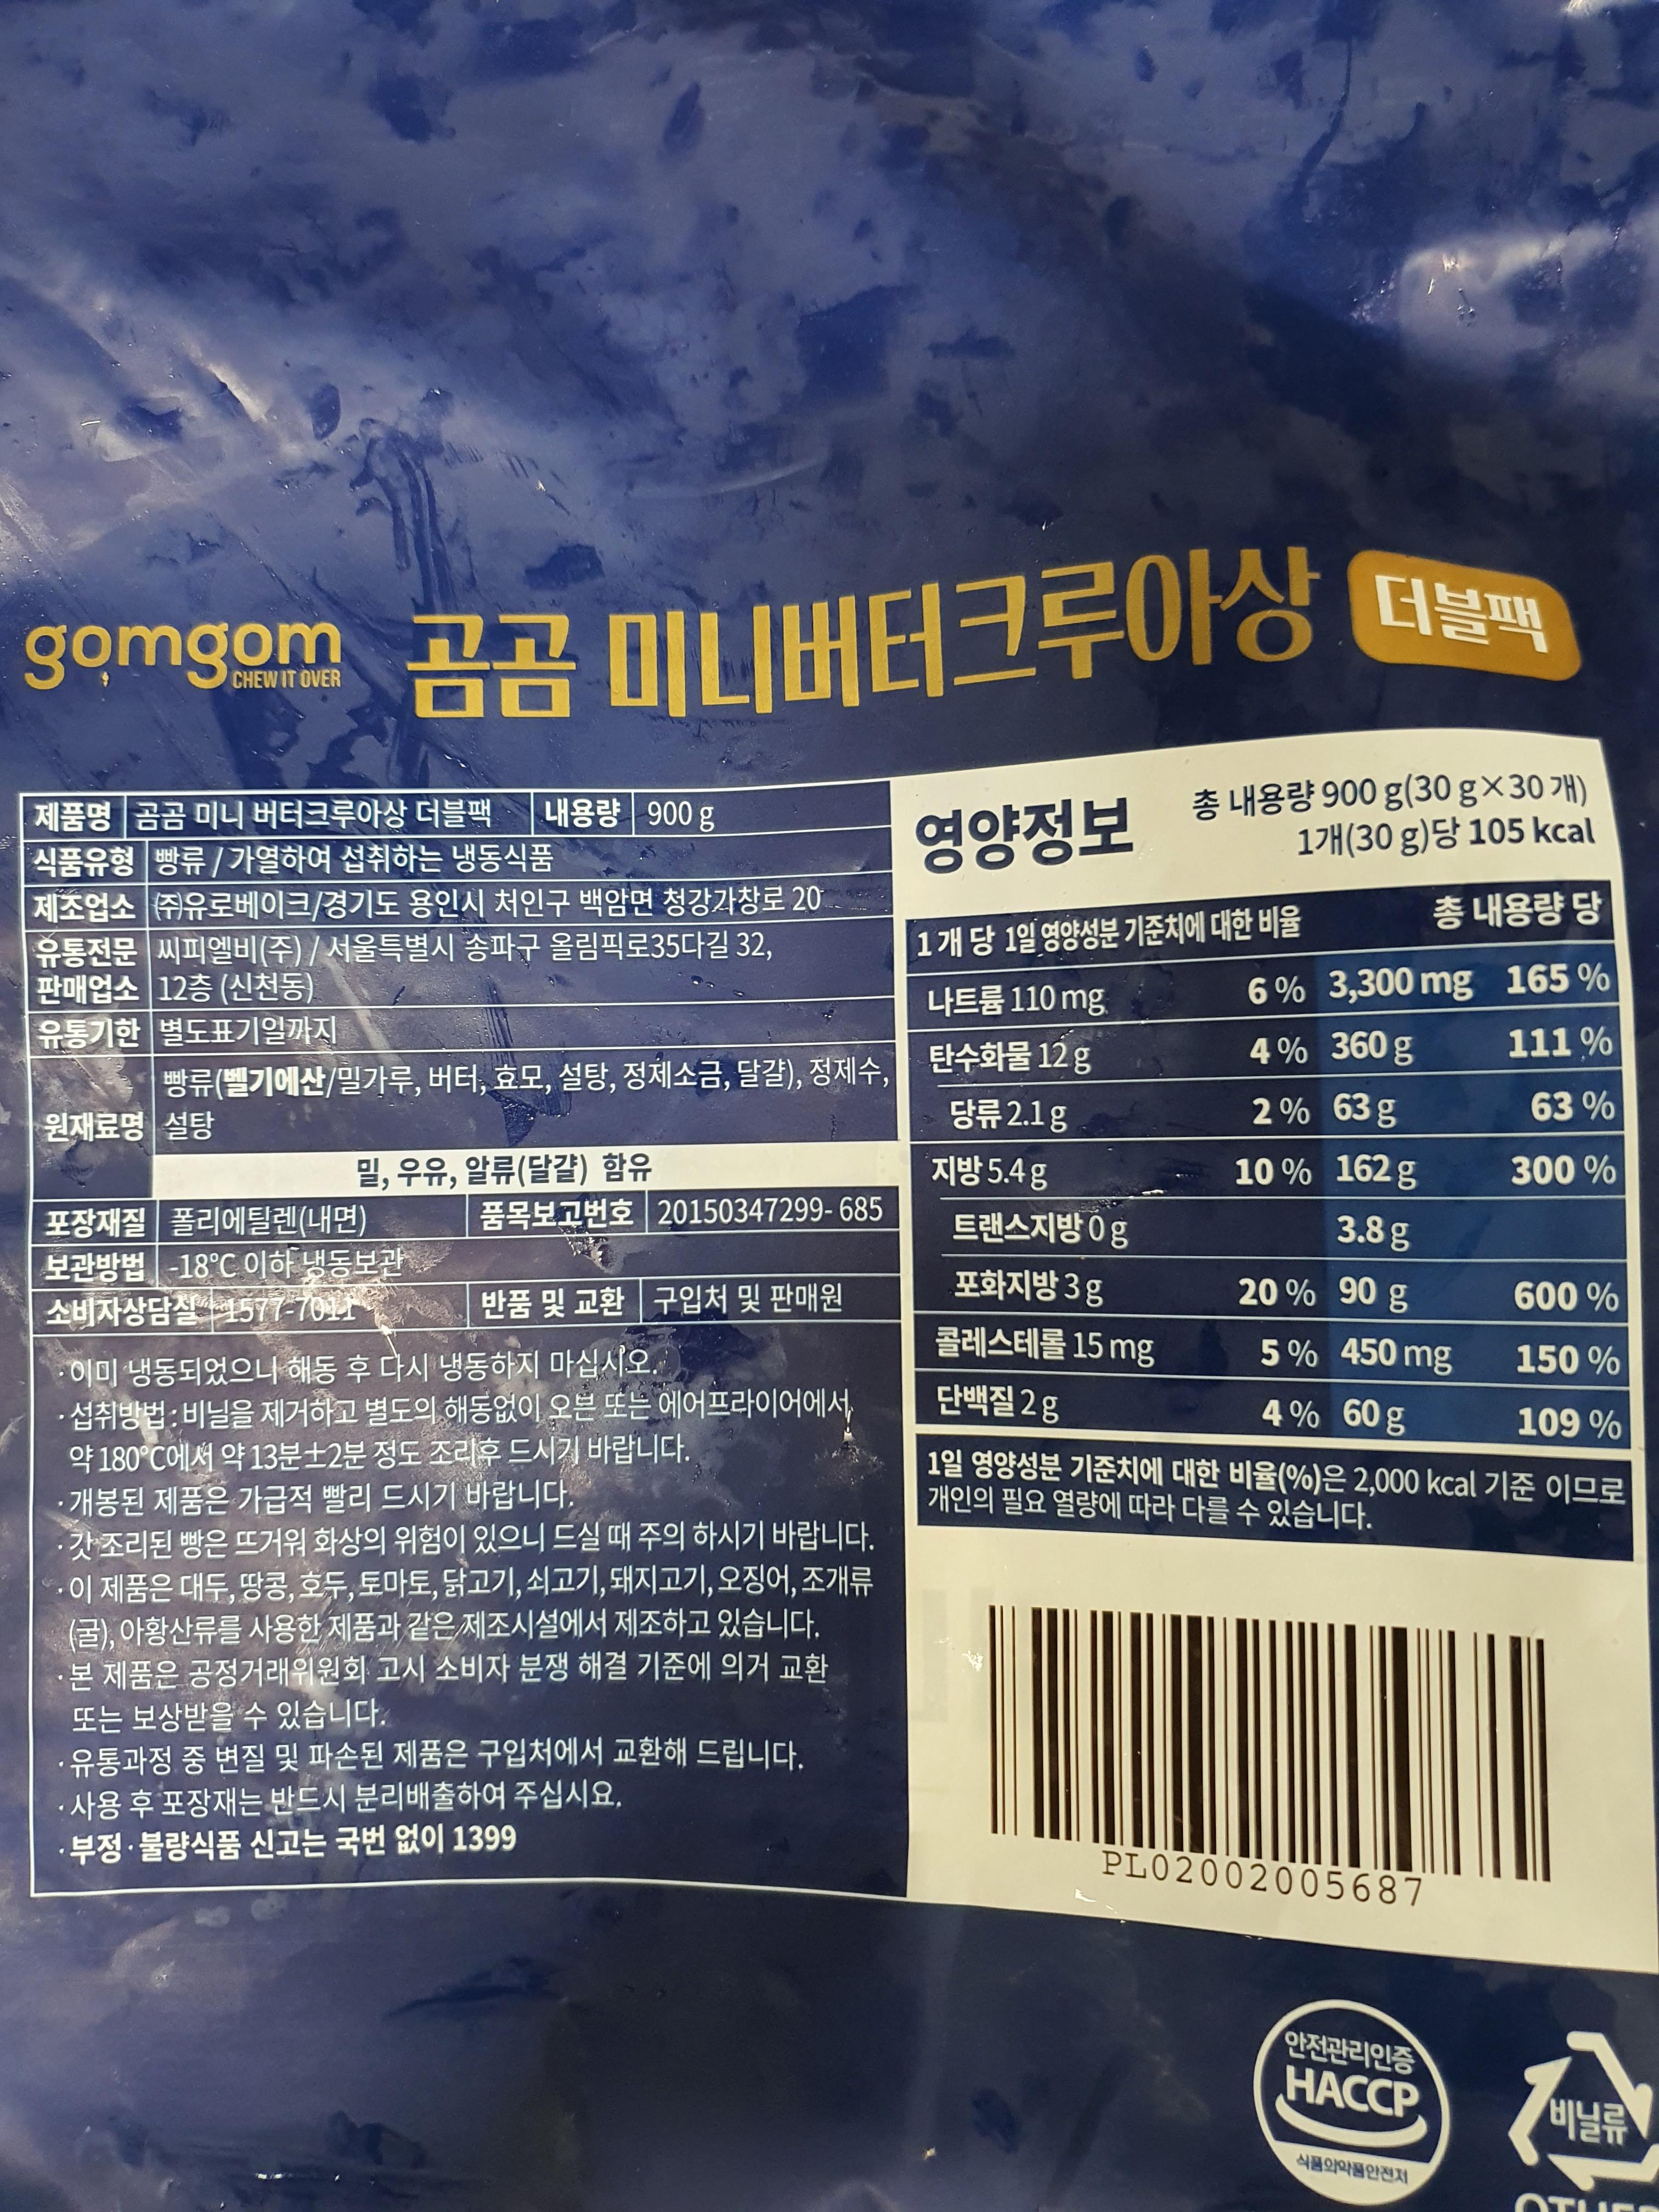 gomgom
CHEW IT OVER
곰곰 미니버터크루아상 더블팩
제품명 곰곰 미니 버터크루아상 더블팩 내용량 900 g
식품유형 빵류 / 가열하여 섭취하는 냉동식품
제조업소 ㈜유로베이크/경기도 용인시 처인구 백암면 청강가창로 20
유통전문 씨피엘비(주) / 서울특별시 송파구 올림픽로35다길 32,
판매업소 12층 (신천동)
유통기한 별도표기일까지
빵류(벨기에산/밀가루, 버터, 효모, 설탕, 정제소금, 달걀), 정제수,
원재료명 설탕
밀, 우유, 알류(달걀) 함유
포장재질 폴리에틸렌(내면) 품목보고번호 20150347299- 685
보관방법 -18℃ 이하 냉동보관
소비자상담실 1577-7011 반품 및 교환 구입처 및 판매원
·이미 냉동되었으니 해동 후 다시 냉동하지 마십시오.
·섭취방법:비닐을 제거하고 별도의 해동없이 오븐 또는 에어프라이어에서
약 180℃에서 약 13분±2분 정도 조리후 드시기 바랍니다.
·개봉된 제품은 가급적 빨리 드시기 바랍니다.
·갓 조리된 빵은 뜨거워 화상의 위험이 있으니 드실 때 주의 하시기 바랍니다.
·이 제품은 대두, 땅콩, 호두, 토마토, 닭고기, 쇠고기, 돼지고기, 오징어, 조개류
(굴), 아황산류를 사용한 제품과 같은 제조시설에서 제조하고 있습니다.
·본 제품은 공정거래위원회 고시 소비자 분쟁 해결 기준에 의거 교환
또는 보상받을 수 있습니다.
·유통과정 중 변질 및 파손된 제품은 구입처에서 교환해 드립니다.
·사용 후 포장재는 반드시 분리배출하여 주십시요.
·부정·불량식품 신고는 국번 없이 1399
영양정보
총 내용량 900 g(30 g×30 개)
1개(30 g)당 105 kcal
1 개 당 1일 영양성분 기준치에 대한 비율 총 내용량 당
나트륨 110 mg 6 % 3,300 mg 165 %
탄수화물 12 g 4 % 360 g 111 %
당류 2.1 g 2 % 63 g 63 %
지방 5.4 g 10 % 162 g 300 %
트랜스지방 0 g 3.8 g
포화지방 3 g 20 % 90 g 600 %
콜레스테롤 15 mg 5 % 450 mg 150 %
단백질 2 g 4 % 60 g 109 %
1일 영양성분 기준치에 대한 비율(%)은 2,000 kcal 기준 이므로
개인의 필요 열량에 따라 다를 수 있습니다.
PL02002005687
안전관리인증
HACCP
식품의약품안전처
비닐류
OTHER